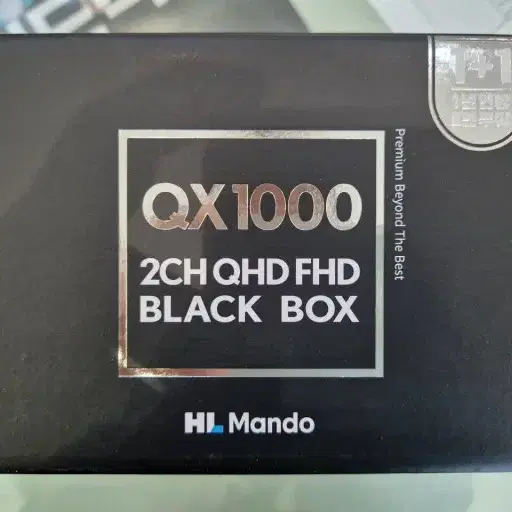 1+1
Premium Beyond The Best
QX1000
2CH QHD FHD
BLACK BOX
HL Mando